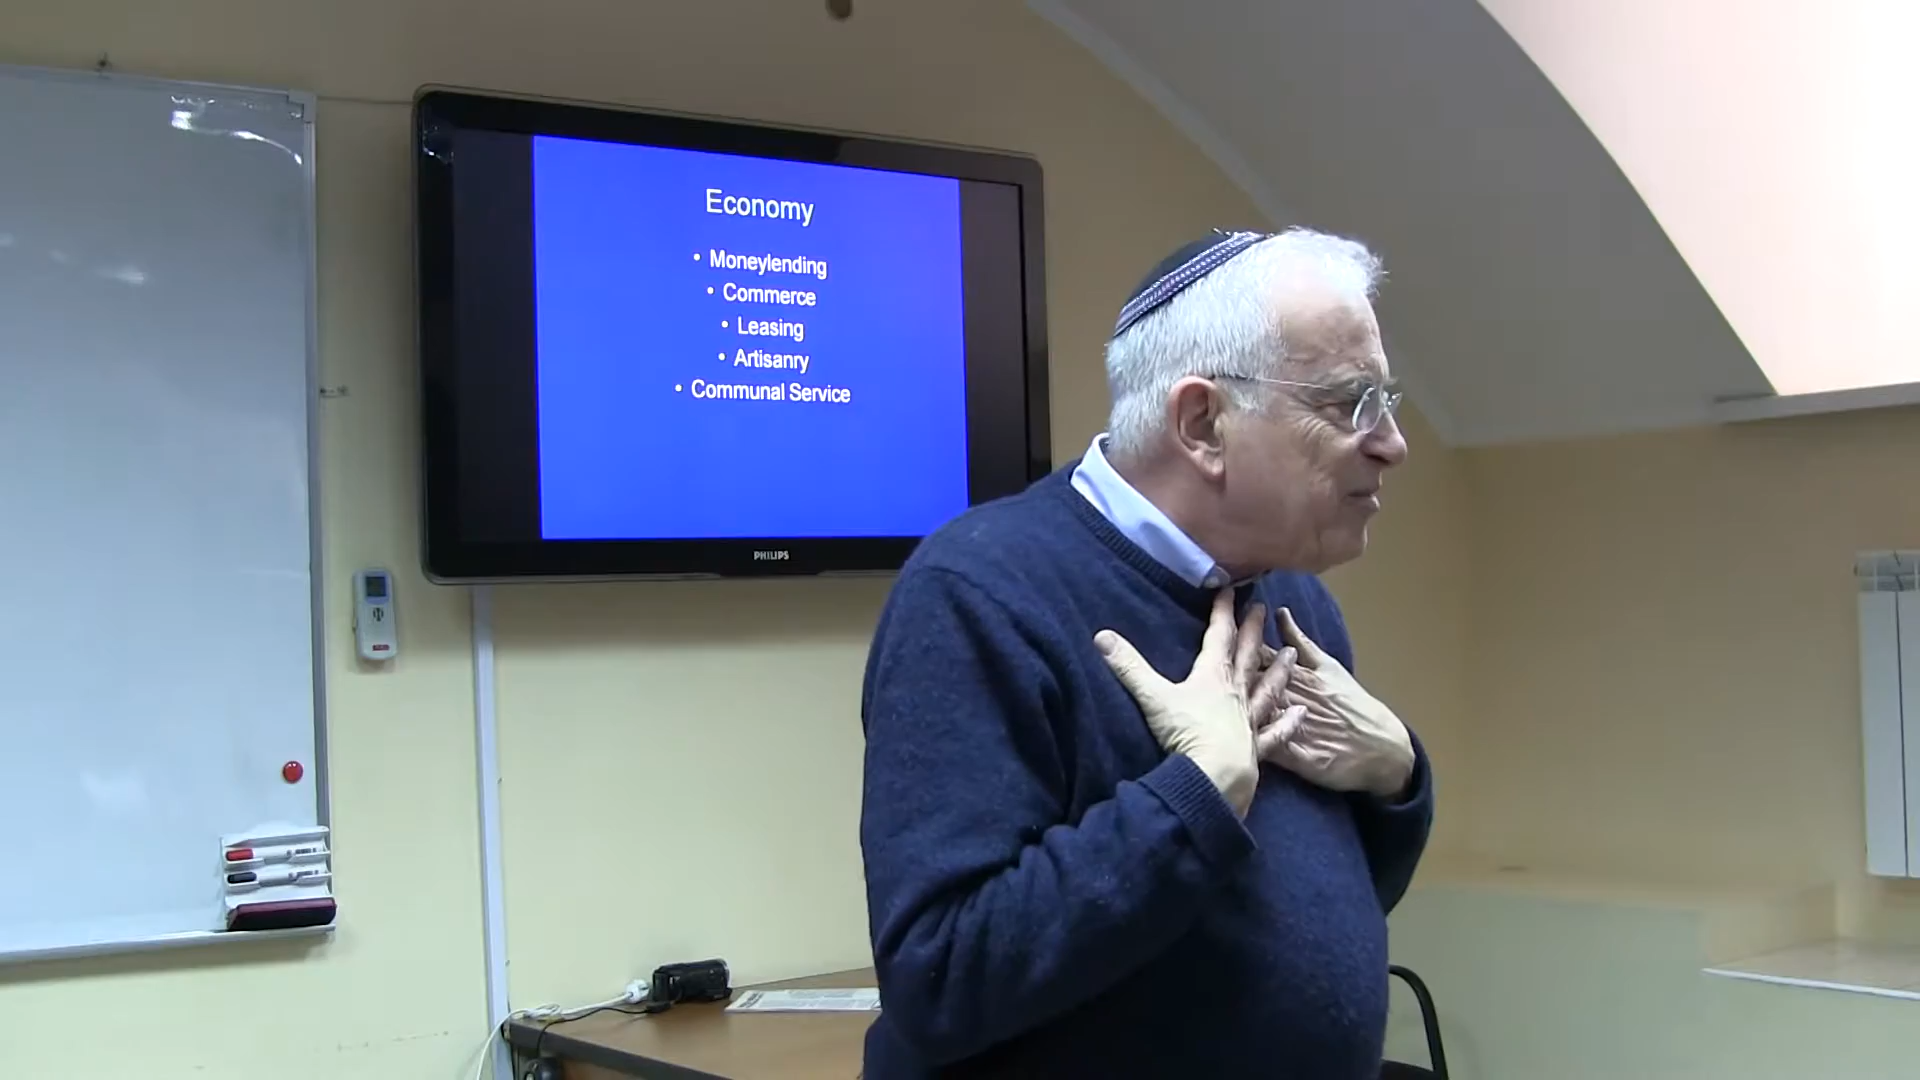 Economy
• Moneylending
• Commerce
• Leasing
• Artisanry
• Communal Service
PHILIPS